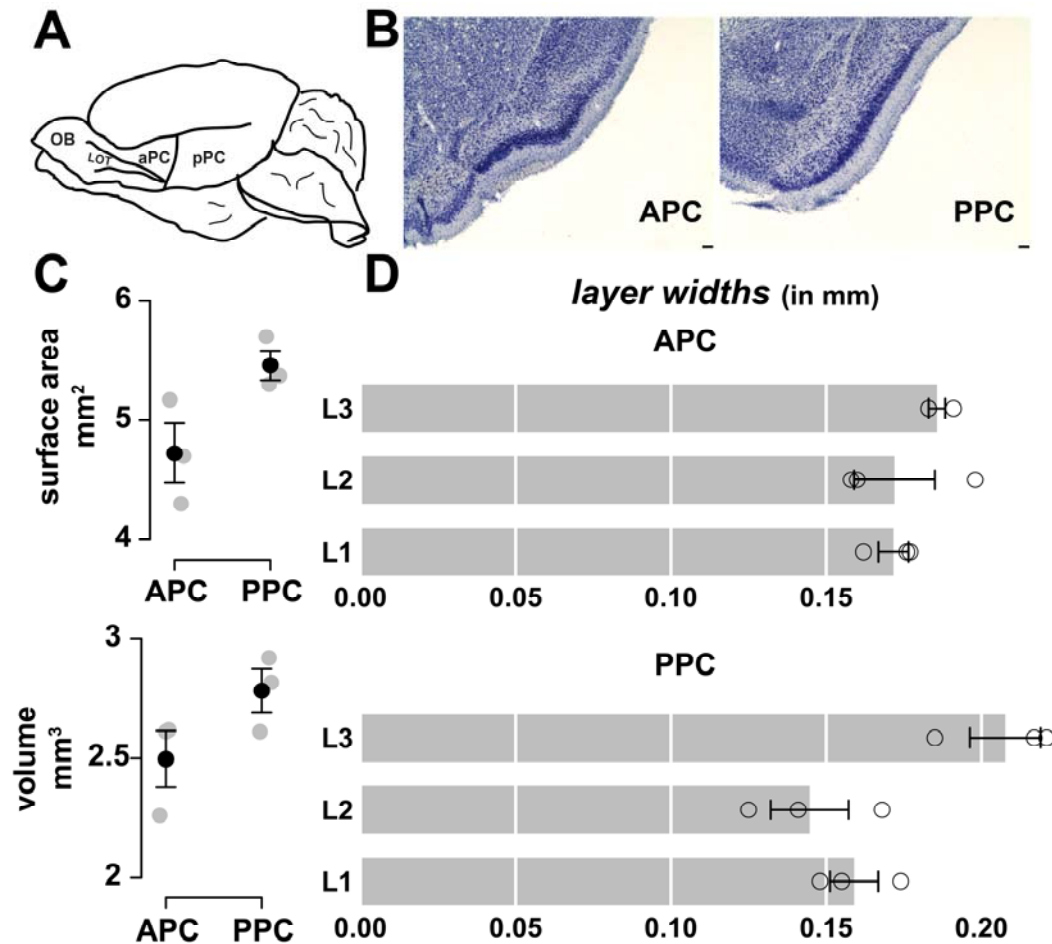 A
OB
LOT
aPC
pPC
B
APC
PPC
C
surface area
mm²
6
5
4
APC PPC
volume
mm³
3
2.5
2
APC PPC
D
layer widths (in mm)
APC
L3
L2
L1
0.00 0.05 0.10 0.15
PPC
L3
L2
L1
0.00 0.05 0.10 0.15 0.20